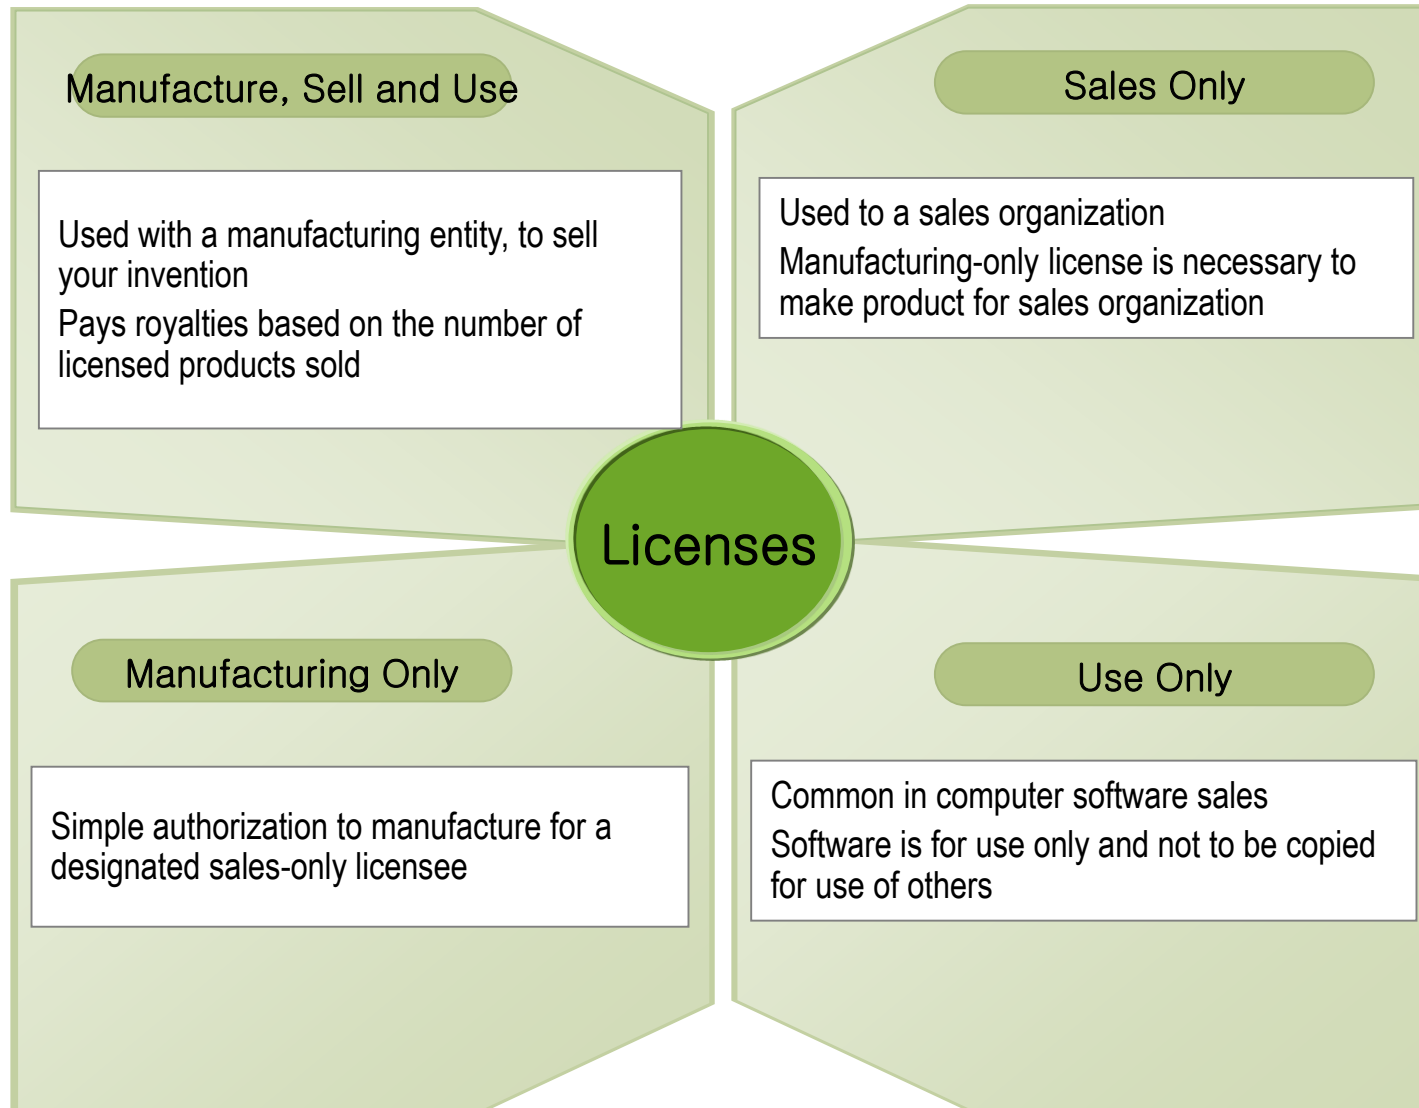 Manufacture, Sell and Use
Used with a manufacturing entity, to sell
your invention
Pays royalties based on the number of
licensed products sold
Sales Only
Used to a sales organization
Manufacturing-only license is necessary to
make product for sales organization
Licenses
Manufacturing Only
Simple authorization to manufacture for a
designated sales-only licensee
Use Only
Common in computer software sales
Software is for use only and not to be copied
for use of others